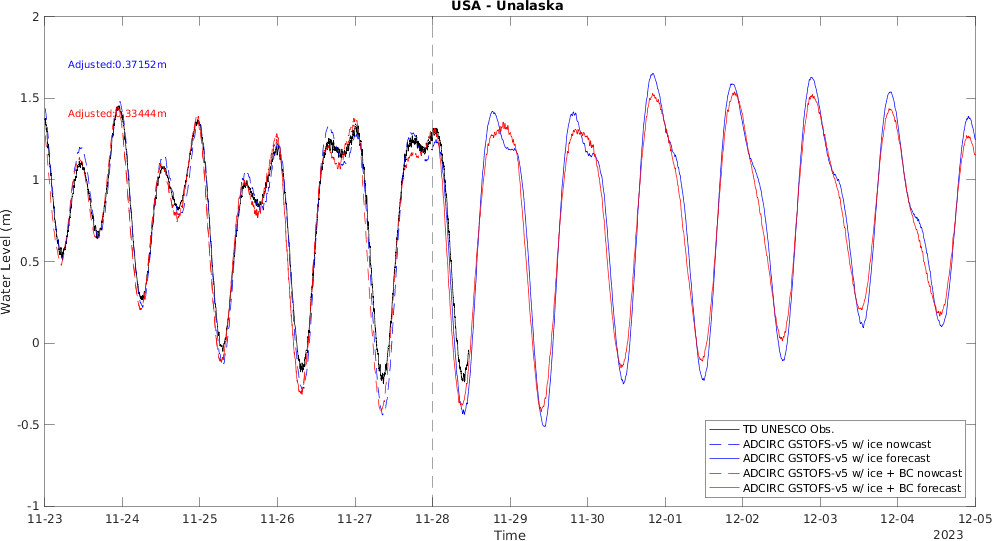 USA - Unalaska
Adjusted:0.37152m
Adjusted:0.33444m
Water Level (m)
2
1.5
1
0.5
0
-0.5
-1
11-23 11-24 11-25 11-26 11-27 11-28 11-29 11-30 12-01 12-02 12-03 12-04 12-05
Time
2023
TD UNESCO Obs.
ADCIRC GSTOFS-v5 w/ ice nowcast
ADCIRC GSTOFS-v5 w/ ice forecast
ADCIRC GSTOFS-v5 w/ ice + BC nowcast
ADCIRC GSTOFS-v5 w/ ice + BC forecast